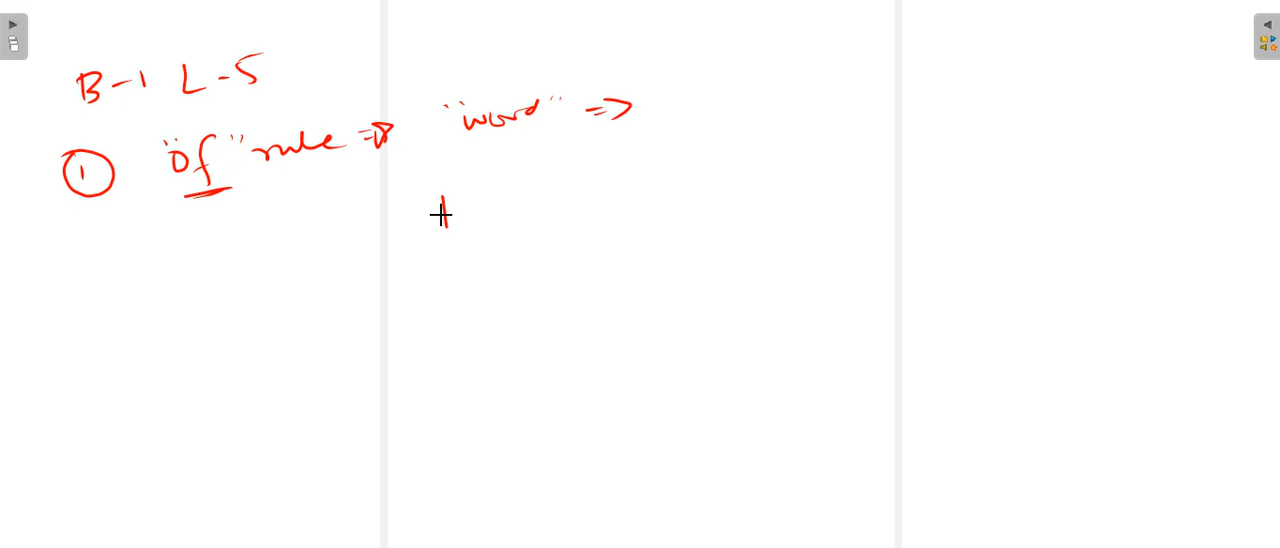 B-1 L-5
① "of" rule ⇒ "word" ⇒